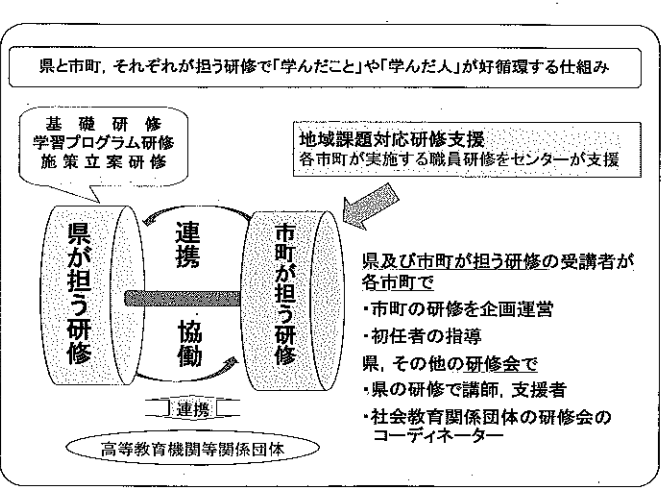 県と市町，それぞれが担う研修で「学んだこと」や「学んだ人」が好循環する仕組み
基礎研修
学習プログラム研修
施策立案研修
地域課題対応研修支援
各市町が実施する職員研修をセンターが支援
県が担う研修
連携
協働
市町が担う研修
県及び市町が担う研修の受講者が
各市町で
・市町の研修を企画運営
・初任者の指導
県，その他の研修会で
・県の研修で講師，支援者
・社会教育関係団体の研修会の
コーディネーター
連携
高等教育機関等関係団体